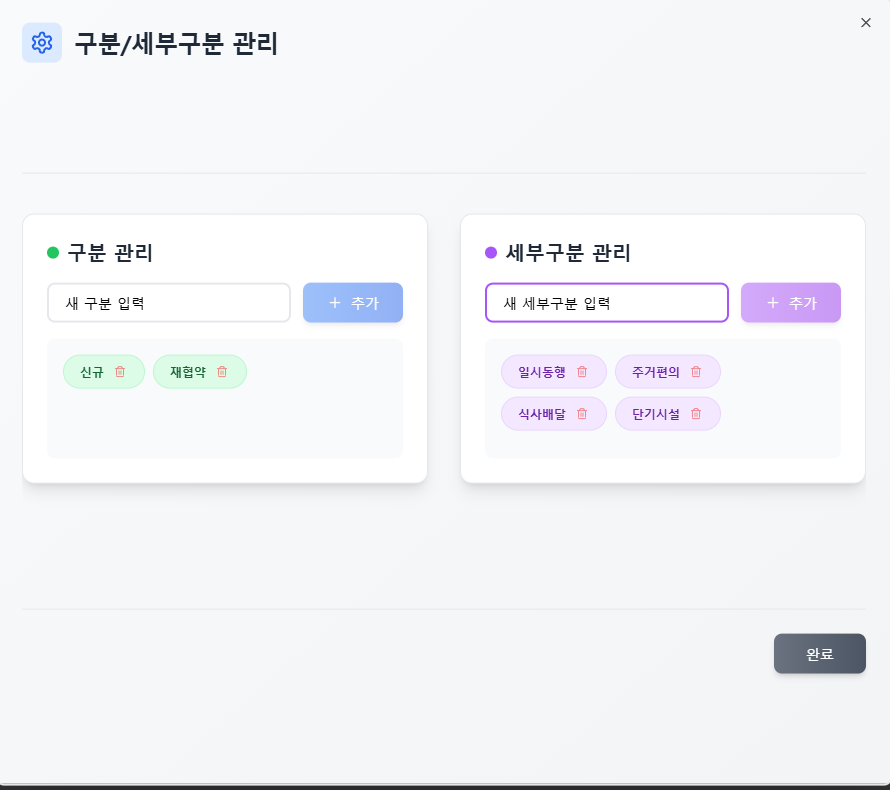 구분/세부구분 관리
구분 관리
새 구분 입력
+ 추가
신규
재협약
세부구분 관리
새 세부구분 입력
+ 추가
일시동행
주거편의
식사배달
단기시설
완료